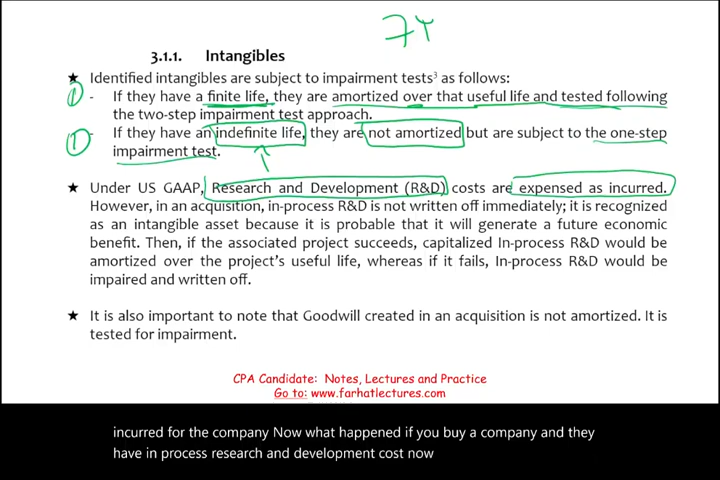 7Y
3.1.1. Intangibles
★ Identified intangibles are subject to impairment tests³ as follows:
① - If they have a finite life, they are amortized over that useful life and tested following
the two-step impairment test approach.
① - If they have an indefinite life, they are not amortized but are subject to the one-step
impairment test.
★ Under US GAAP, Research and Development (R&D) costs are expensed as incurred.
However, in an acquisition, in-process R&D is not written off immediately; it is recognized
as an intangible asset because it is probable that it will generate a future economic
benefit. Then, if the associated project succeeds, capitalized In-process R&D would be
amortized over the project's useful life, whereas if it fails, In-process R&D would be
impaired and written off.
★ It is also important to note that Goodwill created in an acquisition is not amortized. It is
tested for impairment.
CPA Candidate: Notes, Lectures and Practice
Go to: www.farhatlectures.com
incurred for the company Now what happened if you buy a company and they
have in process research and development cost now